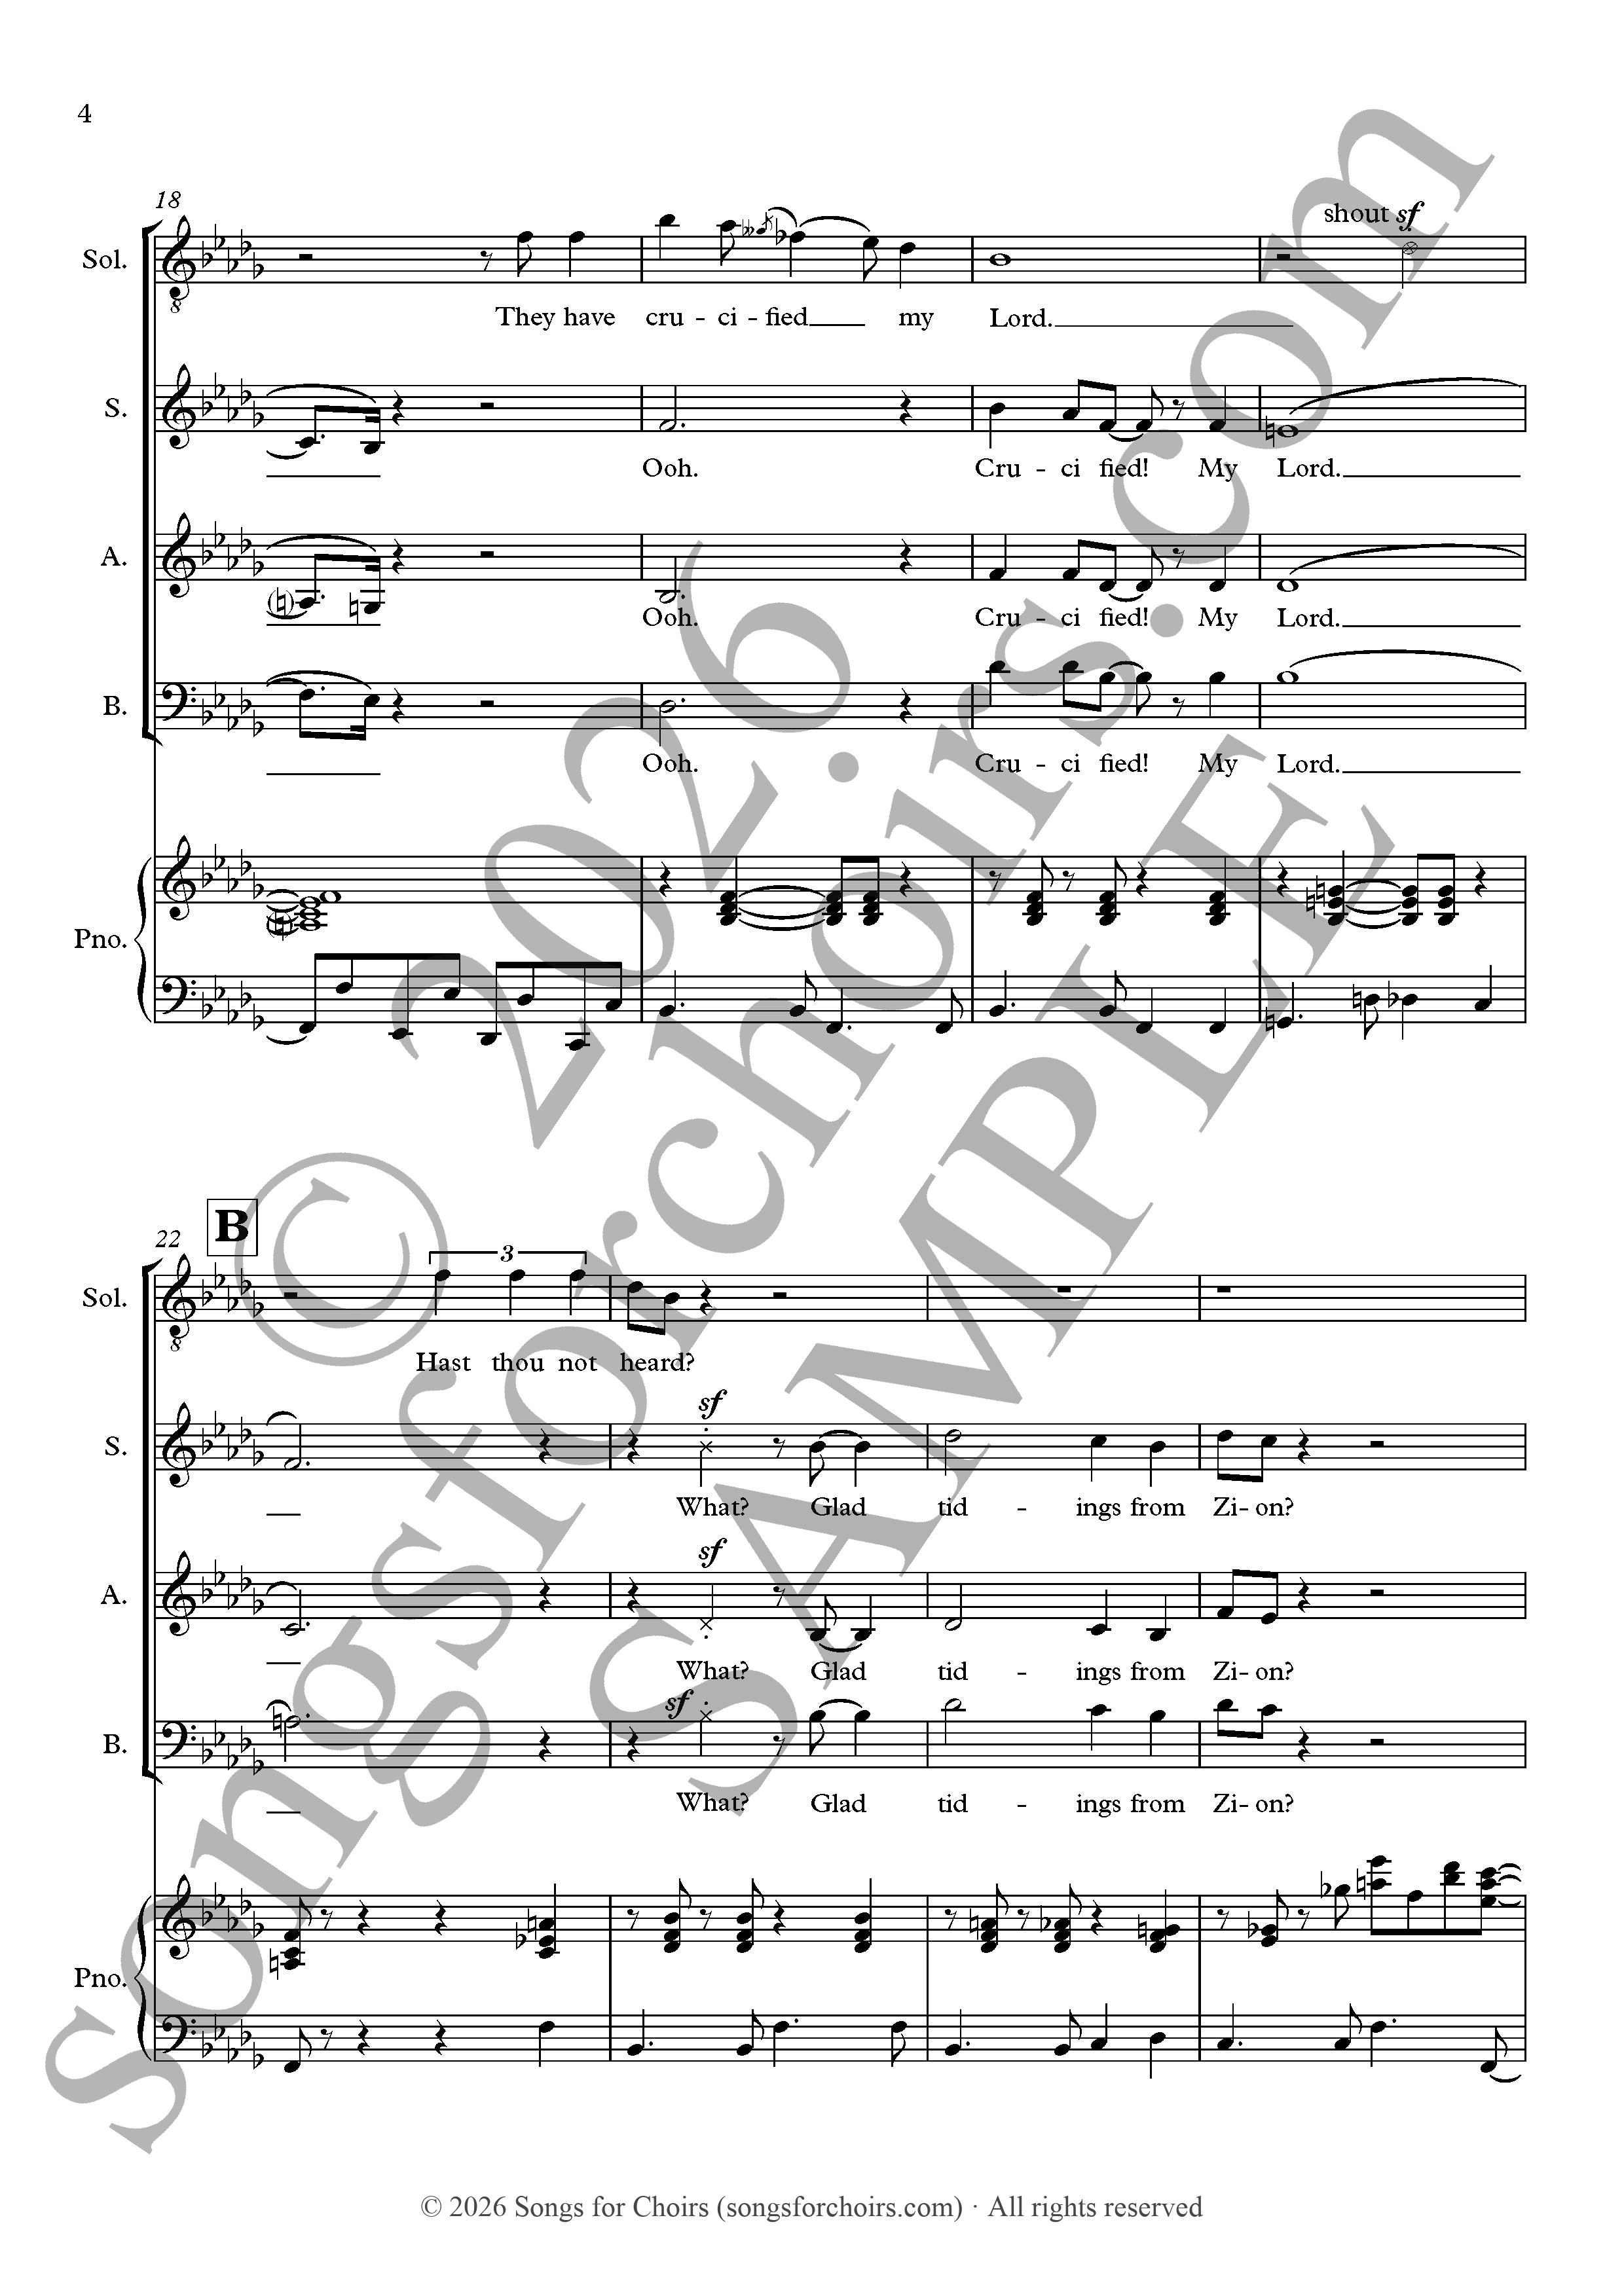 4
18
shout sf
Sol.
They have cru - ci - fied my Lord.
S.
Ooh. Cru - ci fied! My Lord.
A.
Ooh. Cru - ci fied! My Lord.
B.
Ooh. Cru - ci fied! My Lord.
Pno.
22 B
3
Sol.
Hast thou not heard?
sf
S.
What? Glad tid - ings from Zi- on?
sf
A.
What? Glad tid - ings from Zi- on?
sf
B.
What? Glad tid - ings from Zi- on?
Pno.
© 2026
songsforchoirs.com
SAMPLE
© 2026 Songs for Choirs (songsforchoirs.com) · All rights reserved